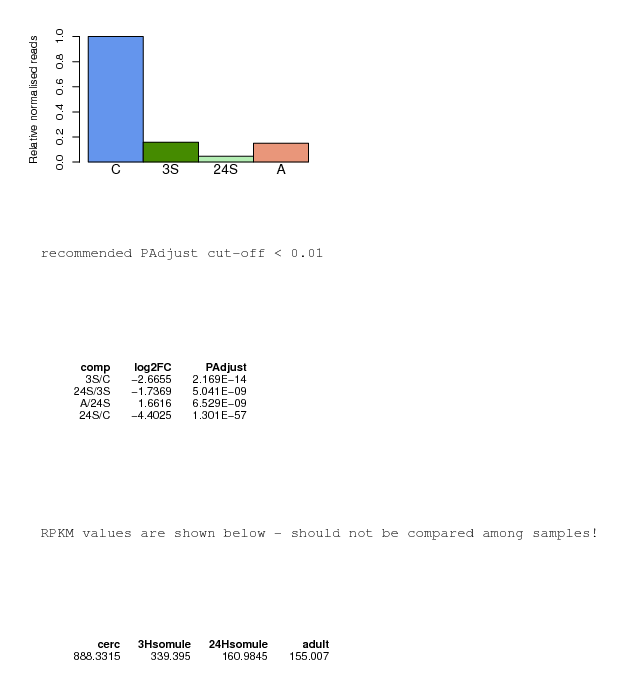 Relative normalised reads
1.0
0.8
0.6
0.4
0.2
0.0
C 3S 24S A
recommended PAdjust cut-off < 0.01
comp log2FC PAdjust
3S/C −2.6655 2.169E−14
24S/3S −1.7369 5.041E−09
A/24S 1.6616 6.529E−09
24S/C −4.4025 1.301E−57
RPKM values are shown below - should not be compared among samples!
cerc 3Hsomule 24Hsomule adult
888.3315 339.395 160.9845 155.007